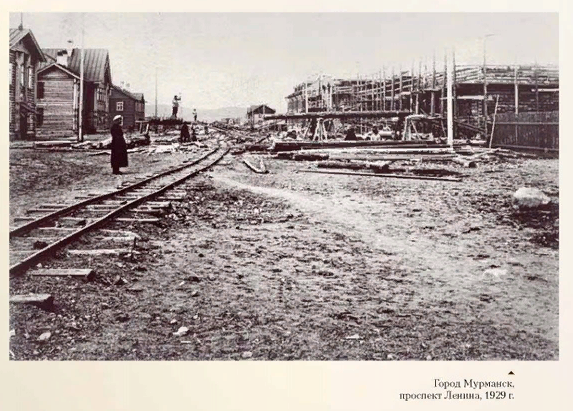 Город Мурманск,
проспект Ленина, 1929 г.